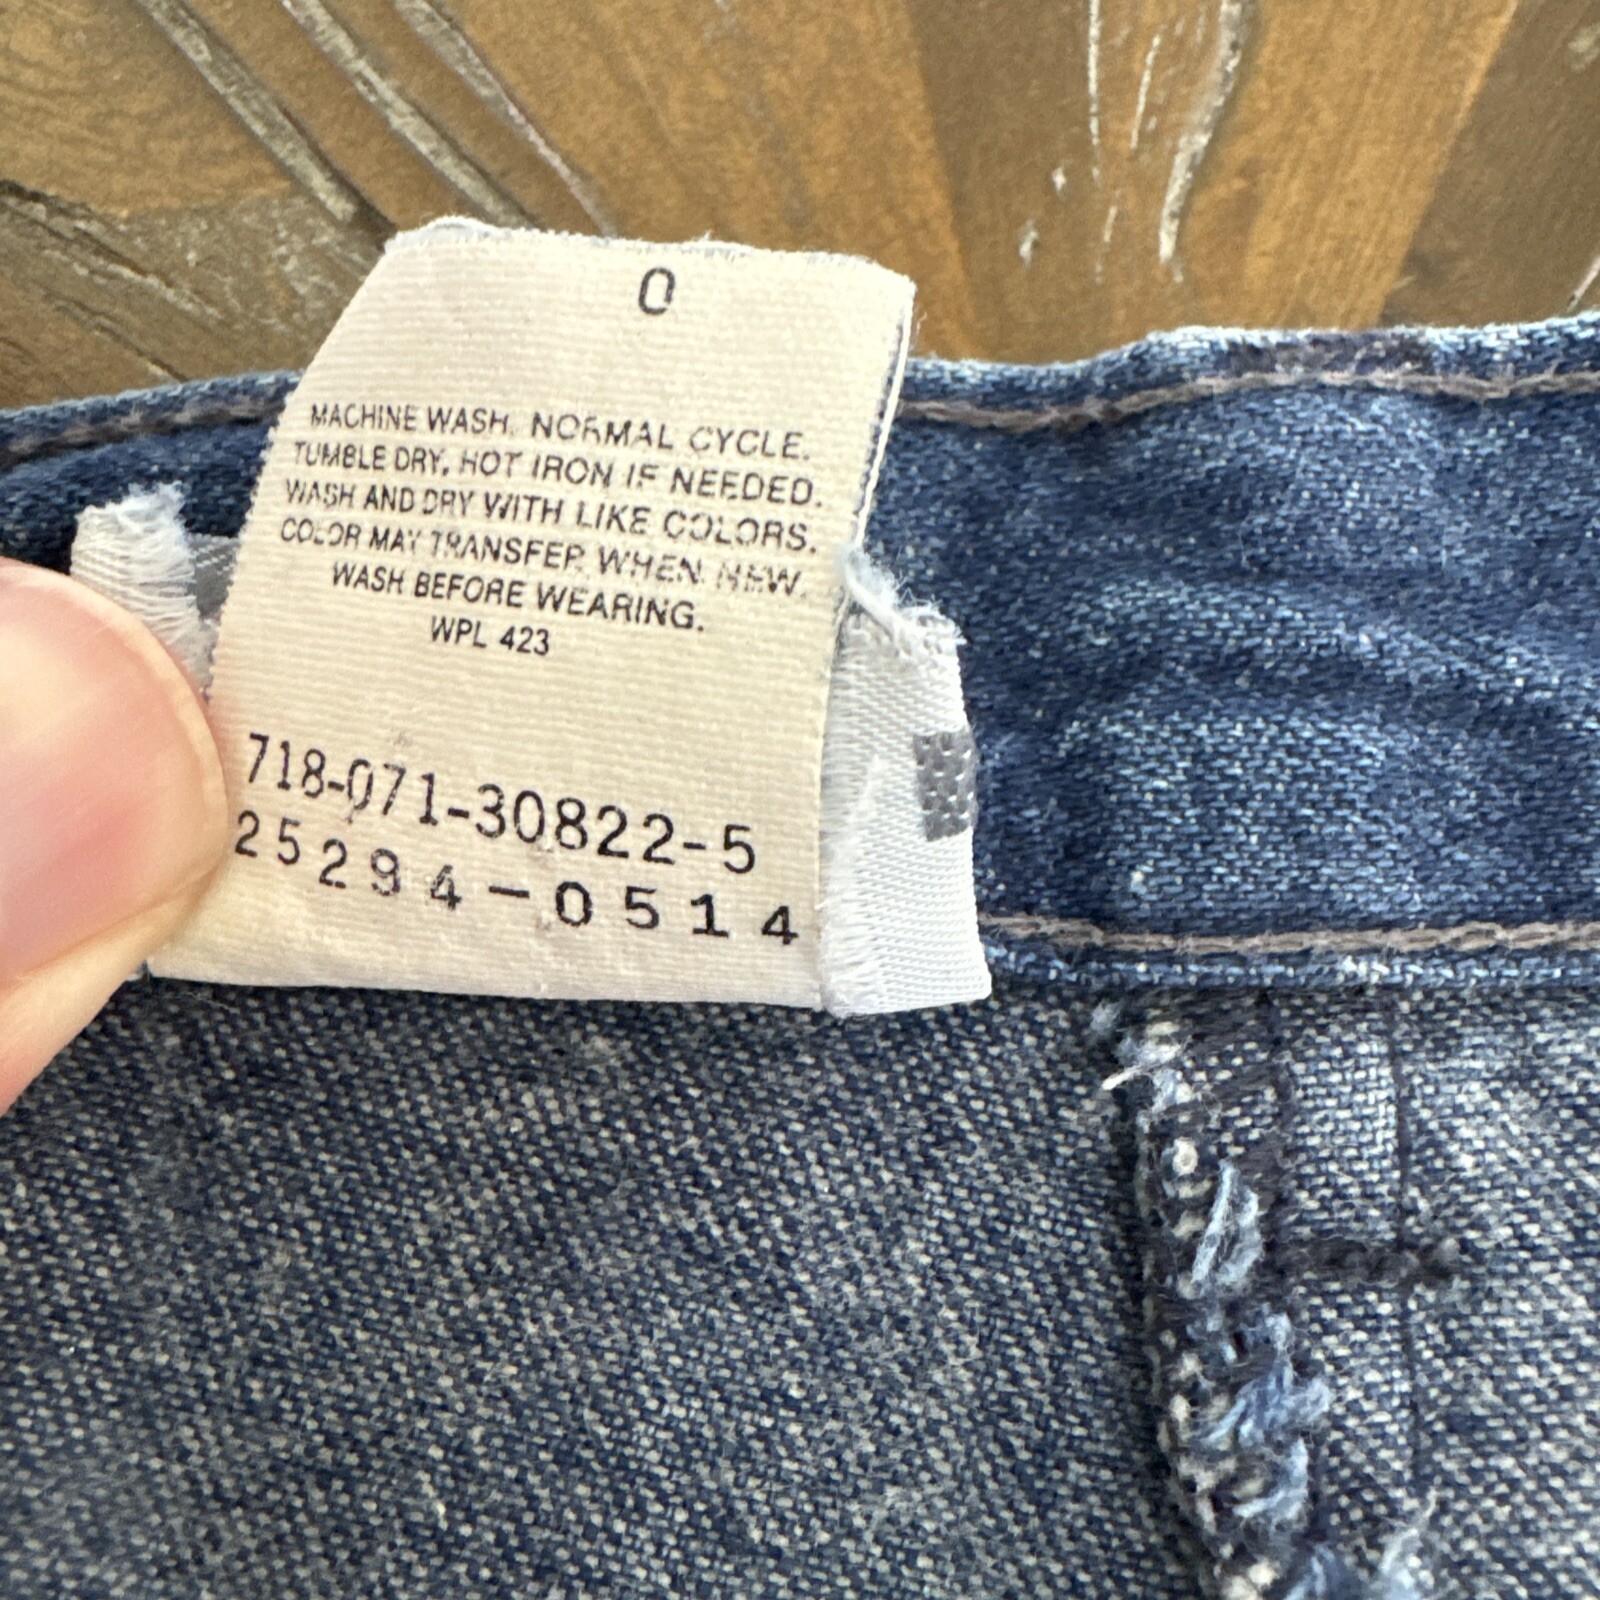 0
MACHINE WASH. NORMAL CYCLE.
TUMBLE DRY. HOT IRON IF NEEDED.
WASH AND DRY WITH LIKE COLORS.
COLOR MAY TRANSFER WHEN NEW.
WASH BEFORE WEARING.
WPL 423
718-071-30822-5
25294-0514